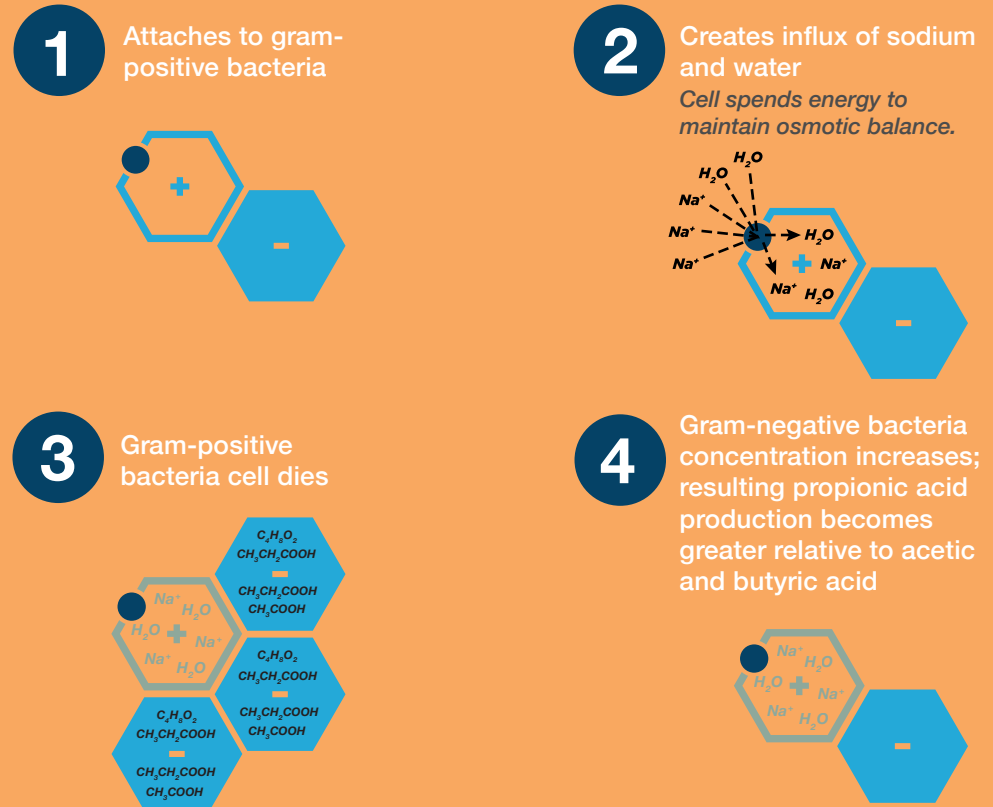 1
Attaches to gram-
positive bacteria
+
-
2
Creates influx of sodium
and water
Cell spends energy to
maintain osmotic balance.
H₂O
H₂O
Na⁺
Na⁺
Na⁺
H₂O
+ Na⁺
Na⁺ H₂O
-
3
Gram-positive
bacteria cell dies
C₄H₈O₂
CH₃CH₂COOH
-
CH₃CH₂COOH
CH₃COOH
Na⁺
H₂O
H₂O + Na⁺
Na⁺ H₂O
C₄H₈O₂
CH₃CH₂COOH
-
CH₃CH₂COOH
CH₃COOH
C₄H₈O₂
CH₃CH₂COOH
-
CH₃CH₂COOH
CH₃COOH
4
Gram-negative bacteria
concentration increases;
resulting propionic acid
production becomes
greater relative to acetic
and butyric acid
Na⁺
H₂O
H₂O + Na⁺
Na⁺ H₂O
-